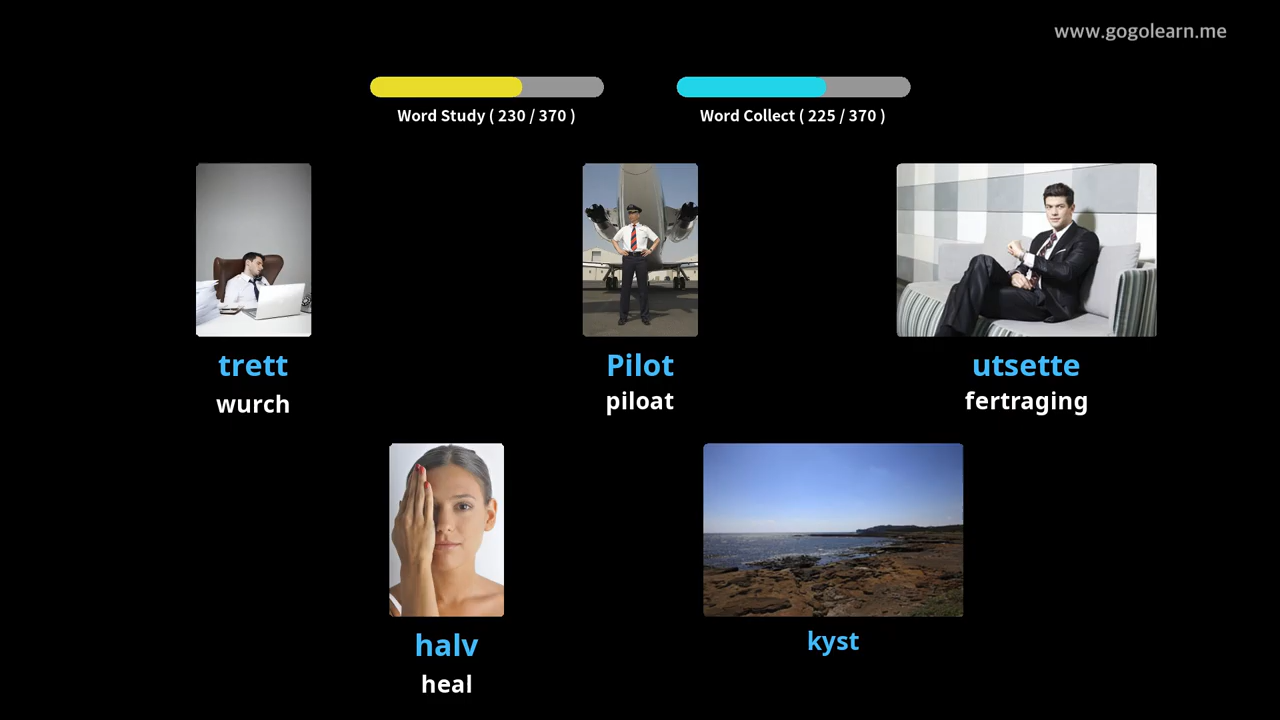 www.gogolearn.me
Word Study ( 230 / 370 )
Word Collect ( 225 / 370 )
trett
wurch
Pilot
piloat
utsette
fertraging
halv
heal
kyst